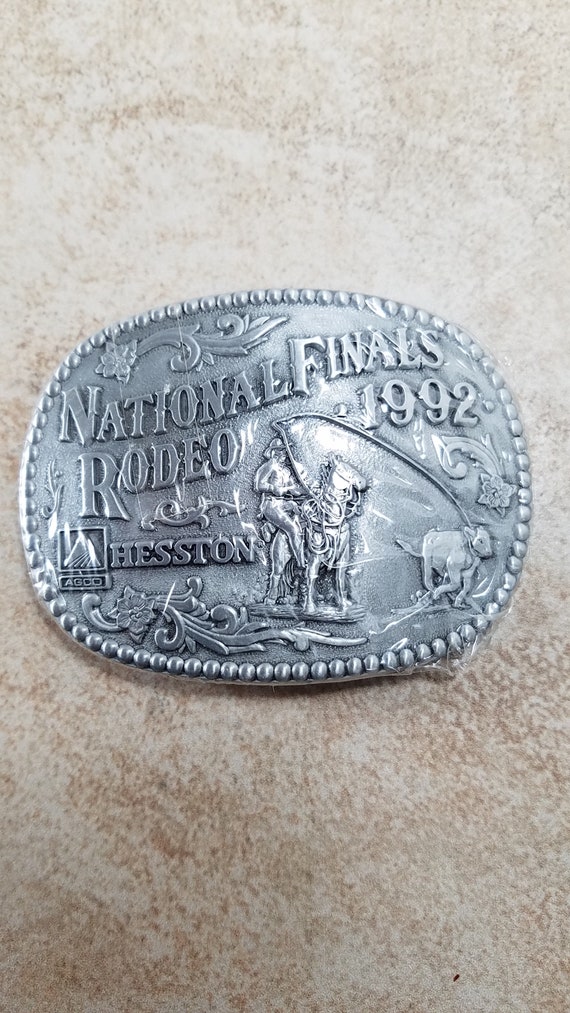 NATIONAL FINALS
RODEO 1992
HESSTON
AGCO